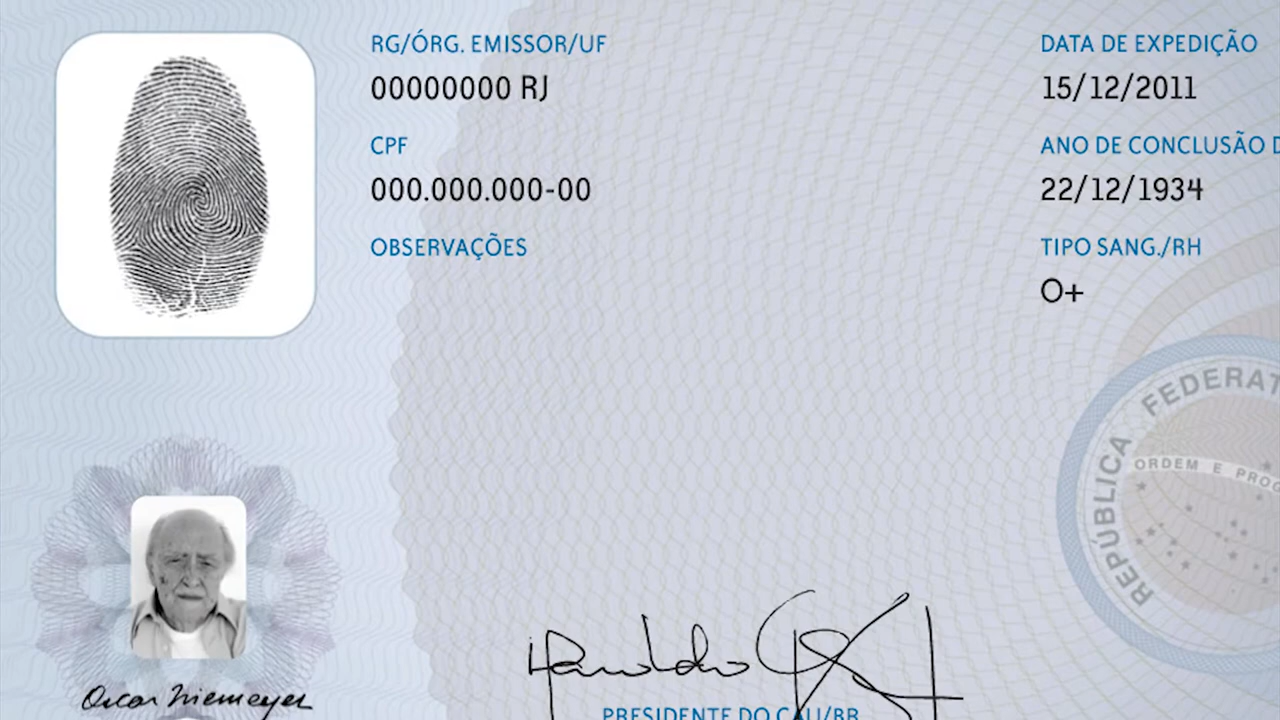 RG/ÓRG. EMISSOR/UF
00000000 RJ
CPF
000.000.000-00
OBSERVAÇÕES
DATA DE EXPEDIÇÃO
15/12/2011
ANO DE CONCLUSÃO D
22/12/1934
TIPO SANG./RH
O+
REPÚBLICA FEDERAT
ORDEM E PROG
Oscar Niemeyer
PRESIDENTE DO CAU/BR